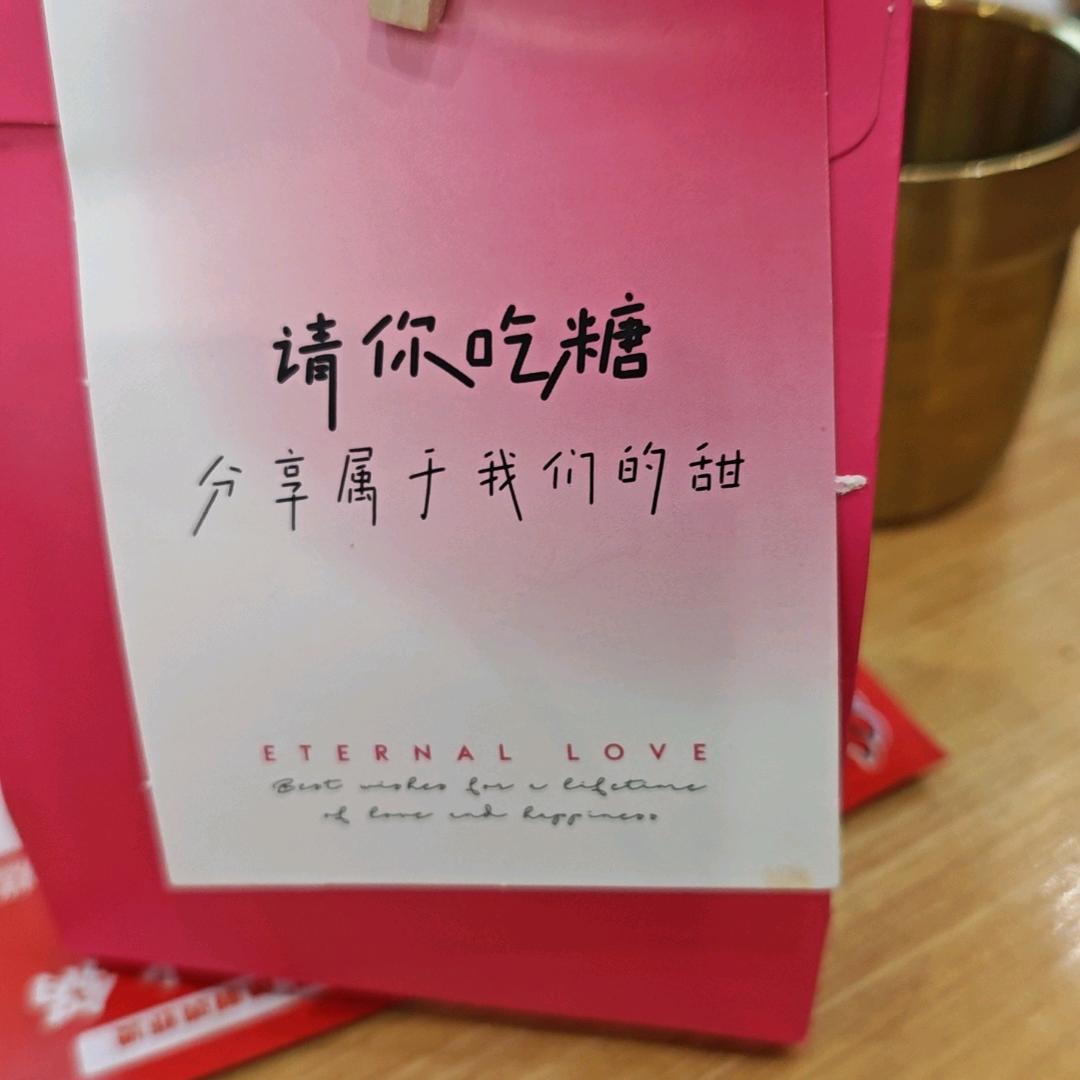 请你吃糖
分享属于我们的甜
ETERNAL LOVE
Best wishes for a lifetime
of love and happiness